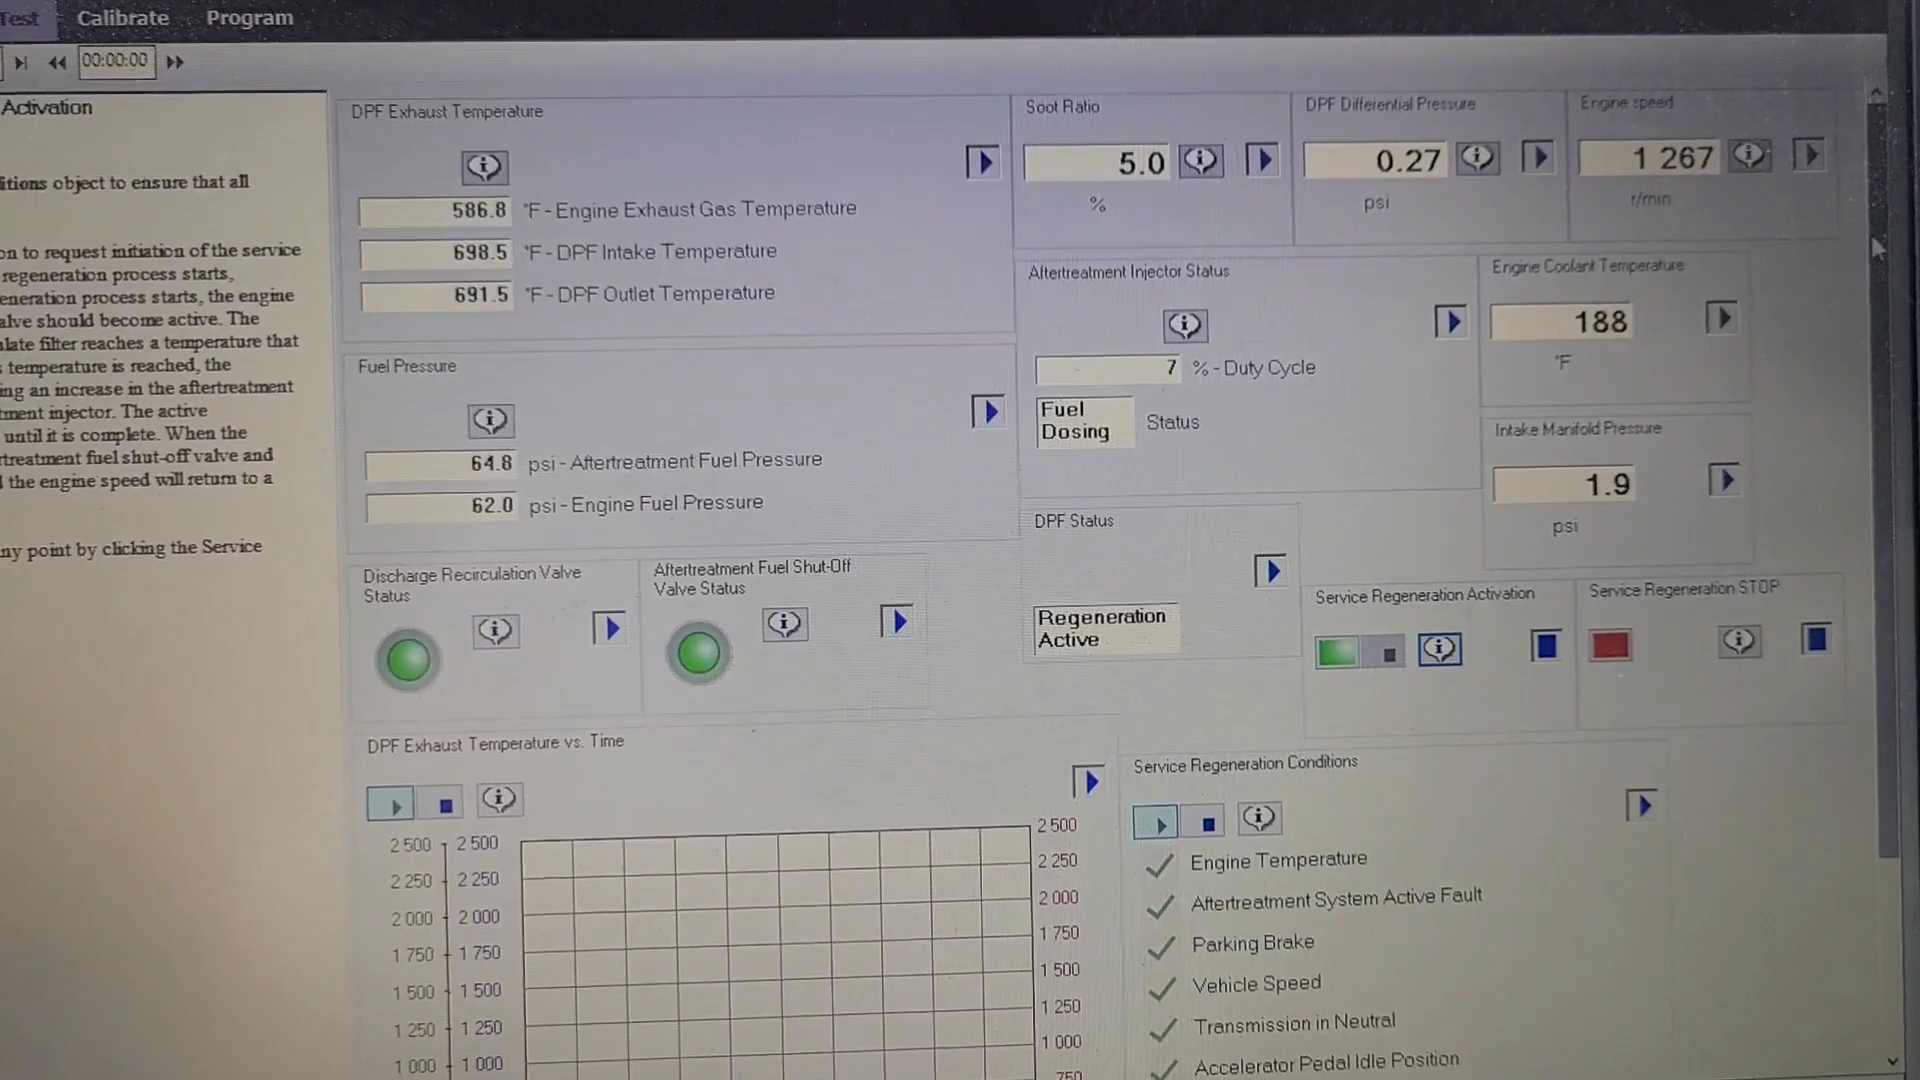 Test Calibrate Program
00:00:00
Activation
itions object to ensure that all
on to request initiation of the service
regeneration process starts,
eneration process starts, the engine
alve should become active. The
ulate filter reaches a temperature that
s temperature is reached, the
ing an increase in the aftertreatment
tment injector. The active
until it is complete. When the
rtreatment fuel shut-off valve and
the engine speed will return to a
ny point by clicking the Service
DPF Exhaust Temperature
586.8 °F - Engine Exhaust Gas Temperature
698.5 °F - DPF Intake Temperature
691.5 °F - DPF Outlet Temperature
Soot Ratio
5.0
%
DPF Differential Pressure
0.27
psi
Engine speed
1 267
r/min
Fuel Pressure
64.8 psi - Aftertreatment Fuel Pressure
62.0 psi - Engine Fuel Pressure
Aftertreatment Injector Status
7 % - Duty Cycle
Fuel
Dosing
Status
Engine Coolant Temperature
188
°F
Intake Manifold Pressure
1.9
psi
Discharge Recirculation Valve
Status
Aftertreatment Fuel Shut-Off
Valve Status
DPF Status
Regeneration
Active
Service Regeneration Activation
Service Regeneration STOP
DPF Exhaust Temperature vs. Time
2 500 2 500 2 500
2 250 2 250 2 250
2 000 2 000 2 000
1 750 1 750 1 750
1 500 1 500 1 500
1 250 1 250 1 250
1 000 1 000 1 000
750
Service Regeneration Conditions
Engine Temperature
Aftertreatment System Active Fault
Parking Brake
Vehicle Speed
Transmission in Neutral
Accelerator Pedal Idle Position